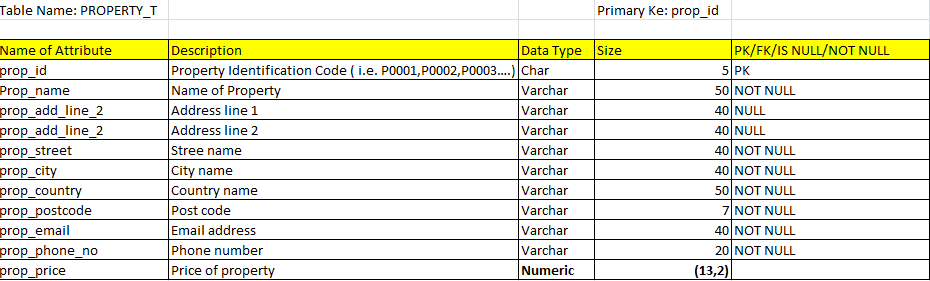 Table Name: PROPERTY_T Primary Ke: prop_id
Name of Attribute Description Data Type Size PK/FK/IS NULL/NOT NULL
prop_id Property Identification Code ( i.e. P0001,P0002,P0003….) Char 5 PK
Prop_name Name of Property Varchar 50 NOT NULL
prop_add_line_2 Address line 1 Varchar 40 NULL
prop_add_line_2 Address line 2 Varchar 40 NULL
prop_street Stree name Varchar 40 NOT NULL
prop_city City name Varchar 40 NOT NULL
prop_country Country name Varchar 50 NOT NULL
prop_postcode Post code Varchar 7 NOT NULL
prop_email Email address Varchar 40 NOT NULL
prop_phone_no Phone number Varchar 20 NOT NULL
prop_price Price of property Numeric (13,2)